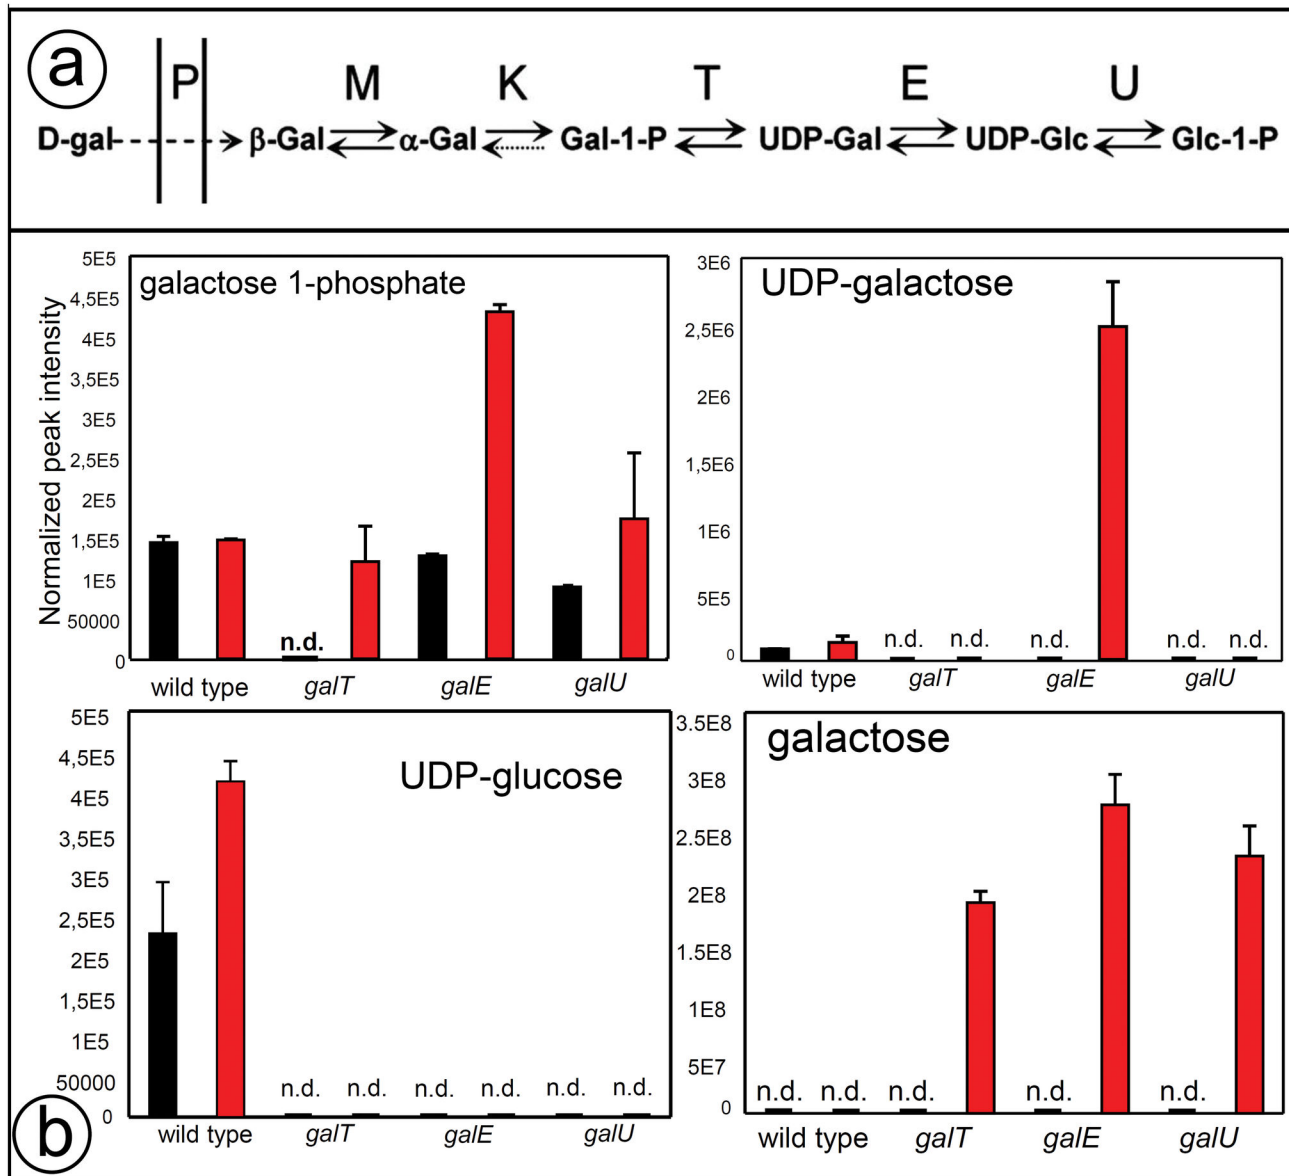 a
P M K T E U
D-gal β-Gal α-Gal Gal-1-P UDP-Gal UDP-Glc Glc-1-P
galactose 1-phosphate
Normalized peak intensity
5E5
4,5E5
4E5
3,5E5
3E5
2,5E5
2E5
1,5E5
1E5
50000
0
n.d.
wild type galT galE galU
UDP-galactose
3E6
2,5E6
2E6
1,5E6
1E6
5E5
0
n.d. n.d. n.d. n.d. n.d.
wild type galT galE galU
UDP-glucose
5E5
4,5E5
4E5
3,5E5
3E5
2,5E5
2E5
1,5E5
1E5
50000
0
n.d. n.d. n.d. n.d. n.d. n.d.
wild type galT galE galU
galactose
3.5E8
3E8
2.5E8
2E8
1.5E8
1E8
5E7
0
n.d. n.d. n.d. n.d. n.d.
wild type galT galE galU
b